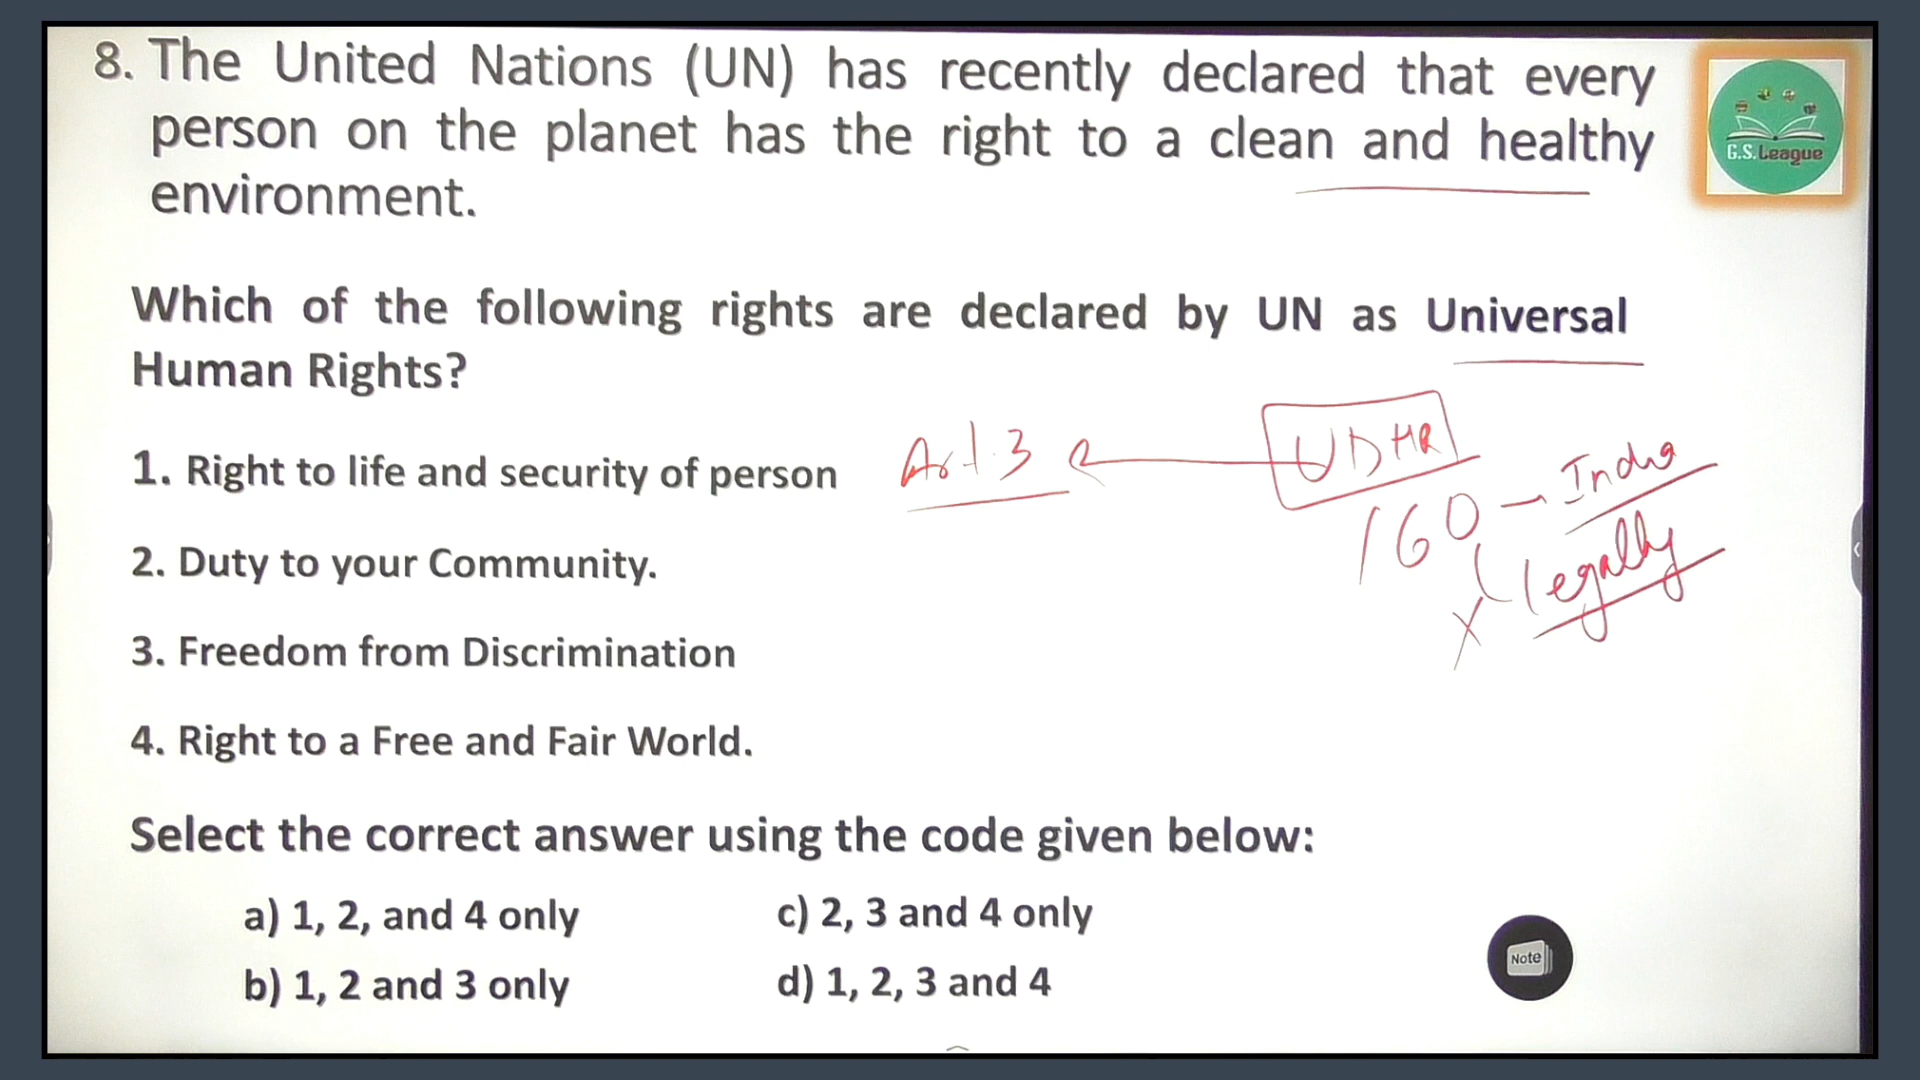 8. The United Nations (UN) has recently declared that every
person on the planet has the right to a clean and healthy
environment.
G.S.League
Which of the following rights are declared by UN as Universal
Human Rights?
1. Right to life and security of person
Art.3
UDHR
160 - India
legally
2. Duty to your Community.
3. Freedom from Discrimination
4. Right to a Free and Fair World.
Select the correct answer using the code given below:
a) 1, 2, and 4 only
c) 2, 3 and 4 only
b) 1, 2 and 3 only
d) 1, 2, 3 and 4
Note